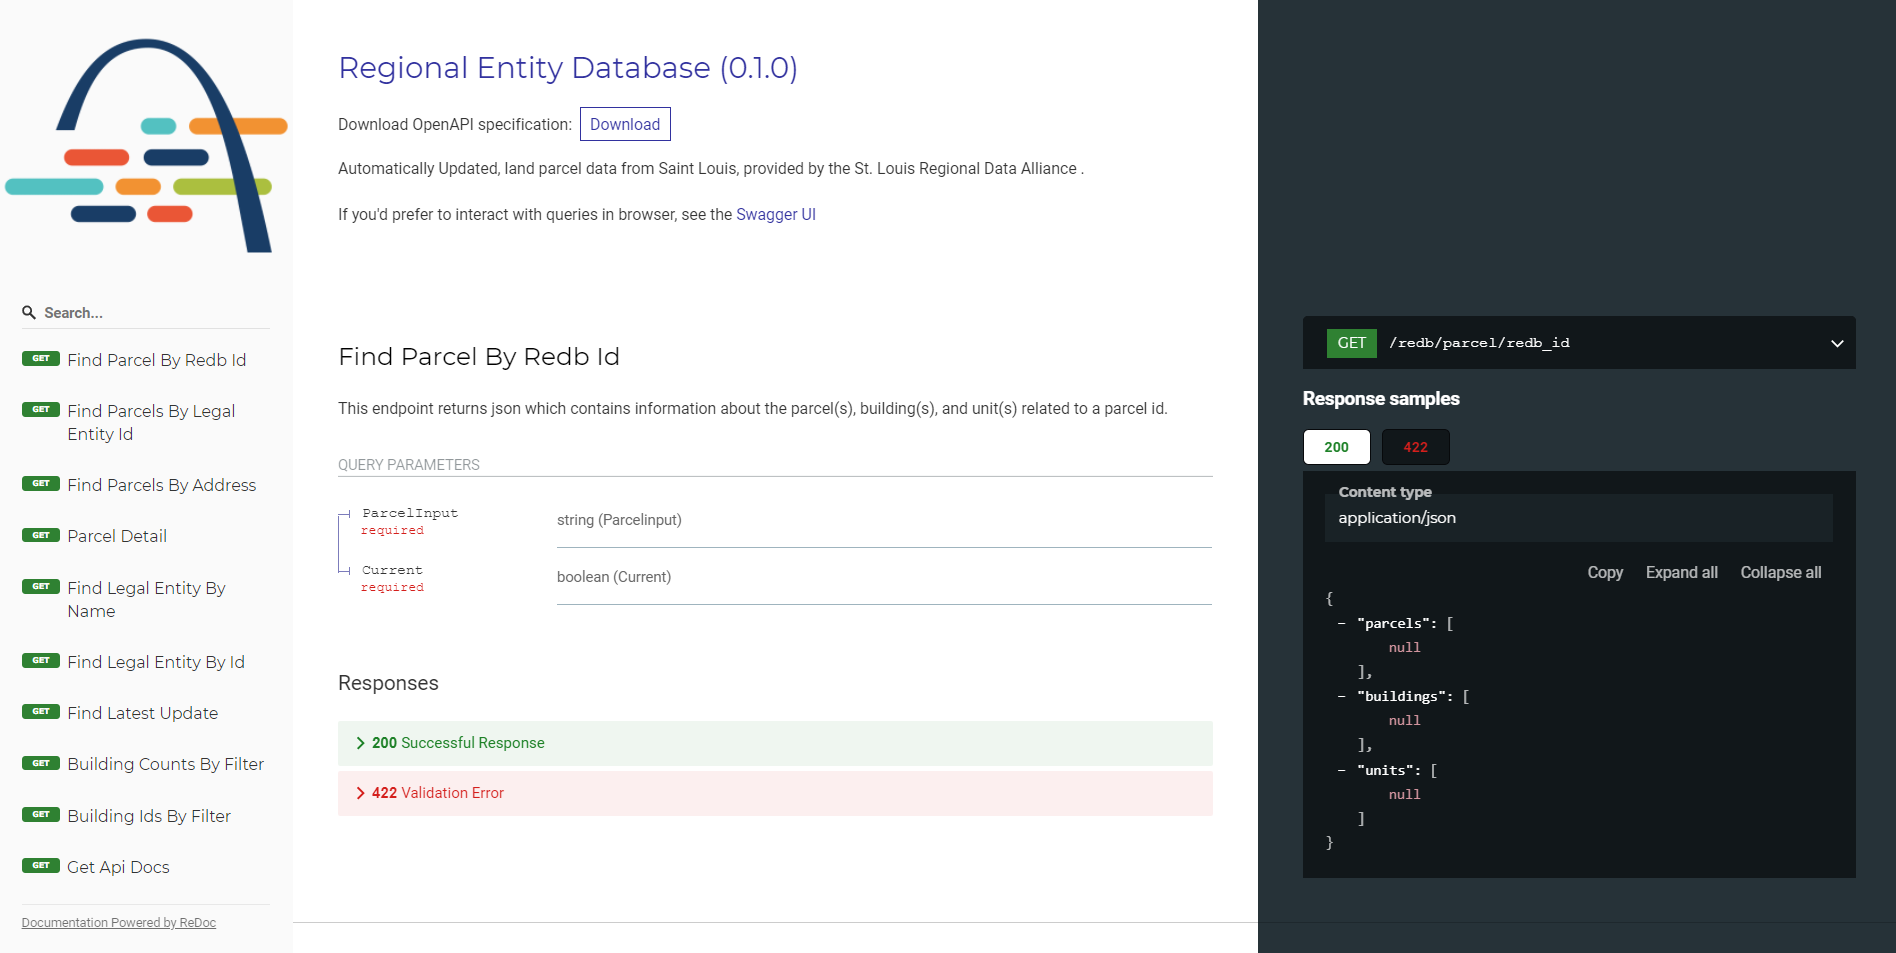 Search...
GET Find Parcel By Redb Id
GET Find Parcels By Legal
Entity Id
GET Find Parcels By Address
GET Parcel Detail
GET Find Legal Entity By
Name
GET Find Legal Entity By Id
GET Find Latest Update
GET Building Counts By Filter
GET Building Ids By Filter
GET Get Api Docs
Documentation Powered by ReDoc
Regional Entity Database (0.1.0)
Download OpenAPI specification: Download
Automatically Updated, land parcel data from Saint Louis, provided by the St. Louis Regional Data Alliance .
If you'd prefer to interact with queries in browser, see the Swagger UI
Find Parcel By Redb Id
This endpoint returns json which contains information about the parcel(s), building(s), and unit(s) related to a parcel id.
QUERY PARAMETERS
ParcelInput
required
string (Parcelinput)
Current
required
boolean (Current)
Responses
200 Successful Response
422 Validation Error
GET /redb/parcel/redb_id
Response samples
200 422
Content type
application/json
Copy Expand all Collapse all
{
- "parcels": [
null
],
- "buildings": [
null
],
- "units": [
null
]
}